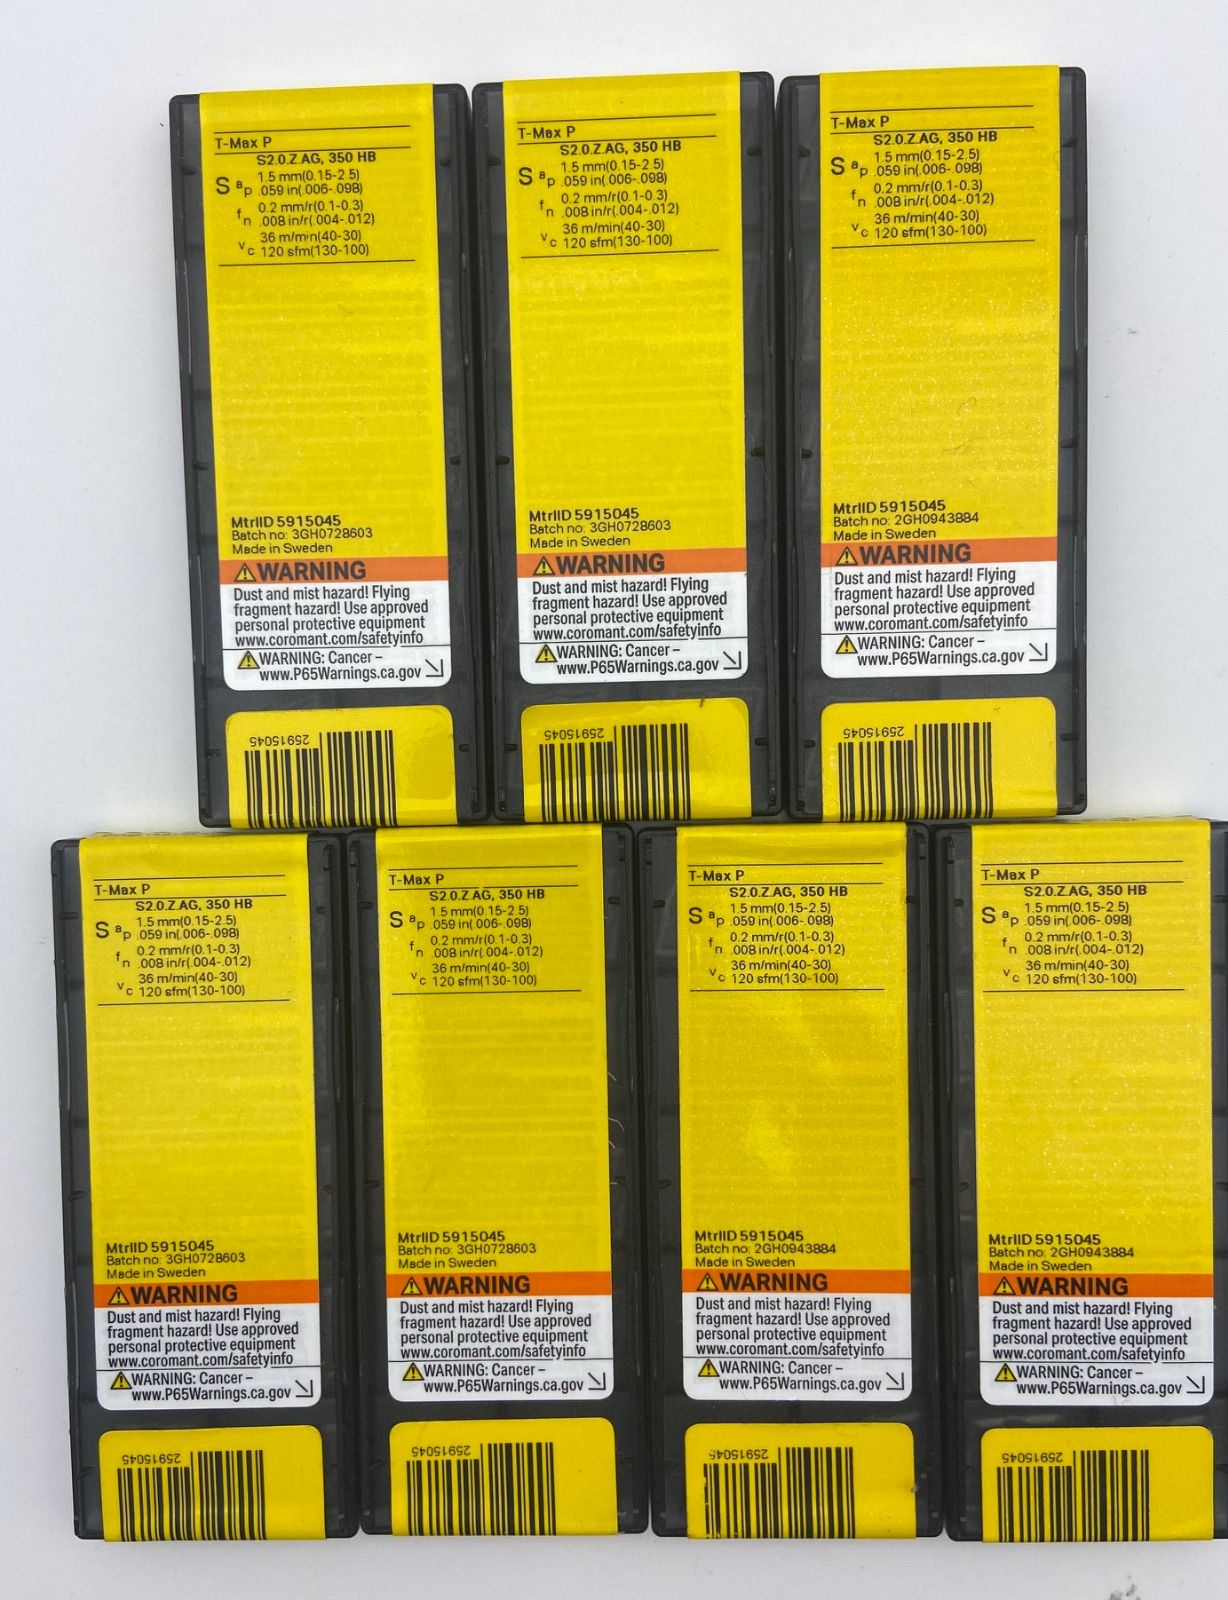 T-Max P
S2.0.Z.AG, 350 HB
S ap 1.5 mm(0.15-2.5)
.059 in(.006-.098)
fn 0.2 mm/r(0.1-0.3)
.008 in/r(.004-.012)
vc 36 m/min(40-30)
120 sfm(130-100)
MtrlID 5915045
Batch no: 3GH0728603
Made in Sweden
WARNING
Dust and mist hazard! Flying
fragment hazard! Use approved
personal protective equipment
www.coromant.com/safetyinfo
WARNING: Cancer –
www.P65Warnings.ca.gov
25915045
T-Max P
S2.0.Z.AG, 350 HB
S ap 1.5 mm(0.15-2.5)
.059 in(.006-.098)
fn 0.2 mm/r(0.1-0.3)
.008 in/r(.004-.012)
vc 36 m/min(40-30)
120 sfm(130-100)
MtrlID 5915045
Batch no: 3GH0728603
Made in Sweden
WARNING
Dust and mist hazard! Flying
fragment hazard! Use approved
personal protective equipment
www.coromant.com/safetyinfo
WARNING: Cancer –
www.P65Warnings.ca.gov
25915045
T-Max P
S2.0.Z.AG, 350 HB
S ap 1.5 mm(0.15-2.5)
.059 in(.006-.098)
fn 0.2 mm/r(0.1-0.3)
.008 in/r(.004-.012)
vc 36 m/min(40-30)
120 sfm(130-100)
MtrlID 5915045
Batch no: 2GH0943884
Made in Sweden
WARNING
Dust and mist hazard! Flying
fragment hazard! Use approved
personal protective equipment
www.coromant.com/safetyinfo
WARNING: Cancer –
www.P65Warnings.ca.gov
25915045
T-Max P
S2.0.Z.AG, 350 HB
S ap 1.5 mm(0.15-2.5)
.059 in(.006-.098)
fn 0.2 mm/r(0.1-0.3)
.008 in/r(.004-.012)
vc 36 m/min(40-30)
120 sfm(130-100)
MtrlID 5915045
Batch no: 3GH0728603
Made in Sweden
WARNING
Dust and mist hazard! Flying
fragment hazard! Use approved
personal protective equipment
www.coromant.com/safetyinfo
WARNING: Cancer –
www.P65Warnings.ca.gov
25915045
T-Max P
S2.0.Z.AG, 350 HB
S ap 1.5 mm(0.15-2.5)
.059 in(.006-.098)
fn 0.2 mm/r(0.1-0.3)
.008 in/r(.004-.012)
vc 36 m/min(40-30)
120 sfm(130-100)
MtrlID 5915045
Batch no: 3GH0728603
Made in Sweden
WARNING
Dust and mist hazard! Flying
fragment hazard! Use approved
personal protective equipment
www.coromant.com/safetyinfo
WARNING: Cancer –
www.P65Warnings.ca.gov
25915045
T-Max P
S2.0.Z.AG, 350 HB
S ap 1.5 mm(0.15-2.5)
.059 in(.006-.098)
fn 0.2 mm/r(0.1-0.3)
.008 in/r(.004-.012)
vc 36 m/min(40-30)
120 sfm(130-100)
MtrlID 5915045
Batch no: 2GH0943884
Made in Sweden
WARNING
Dust and mist hazard! Flying
fragment hazard! Use approved
personal protective equipment
www.coromant.com/safetyinfo
WARNING: Cancer –
www.P65Warnings.ca.gov
25915045
T-Max P
S2.0.Z.AG, 350 HB
S ap 1.5 mm(0.15-2.5)
.059 in(.006-.098)
fn 0.2 mm/r(0.1-0.3)
.008 in/r(.004-.012)
vc 36 m/min(40-30)
120 sfm(130-100)
MtrlID 5915045
Batch no: 2GH0943884
Made in Sweden
WARNING
Dust and mist hazard! Flying
fragment hazard! Use approved
personal protective equipment
www.coromant.com/safetyinfo
WARNING: Cancer –
www.P65Warnings.ca.gov
25915045